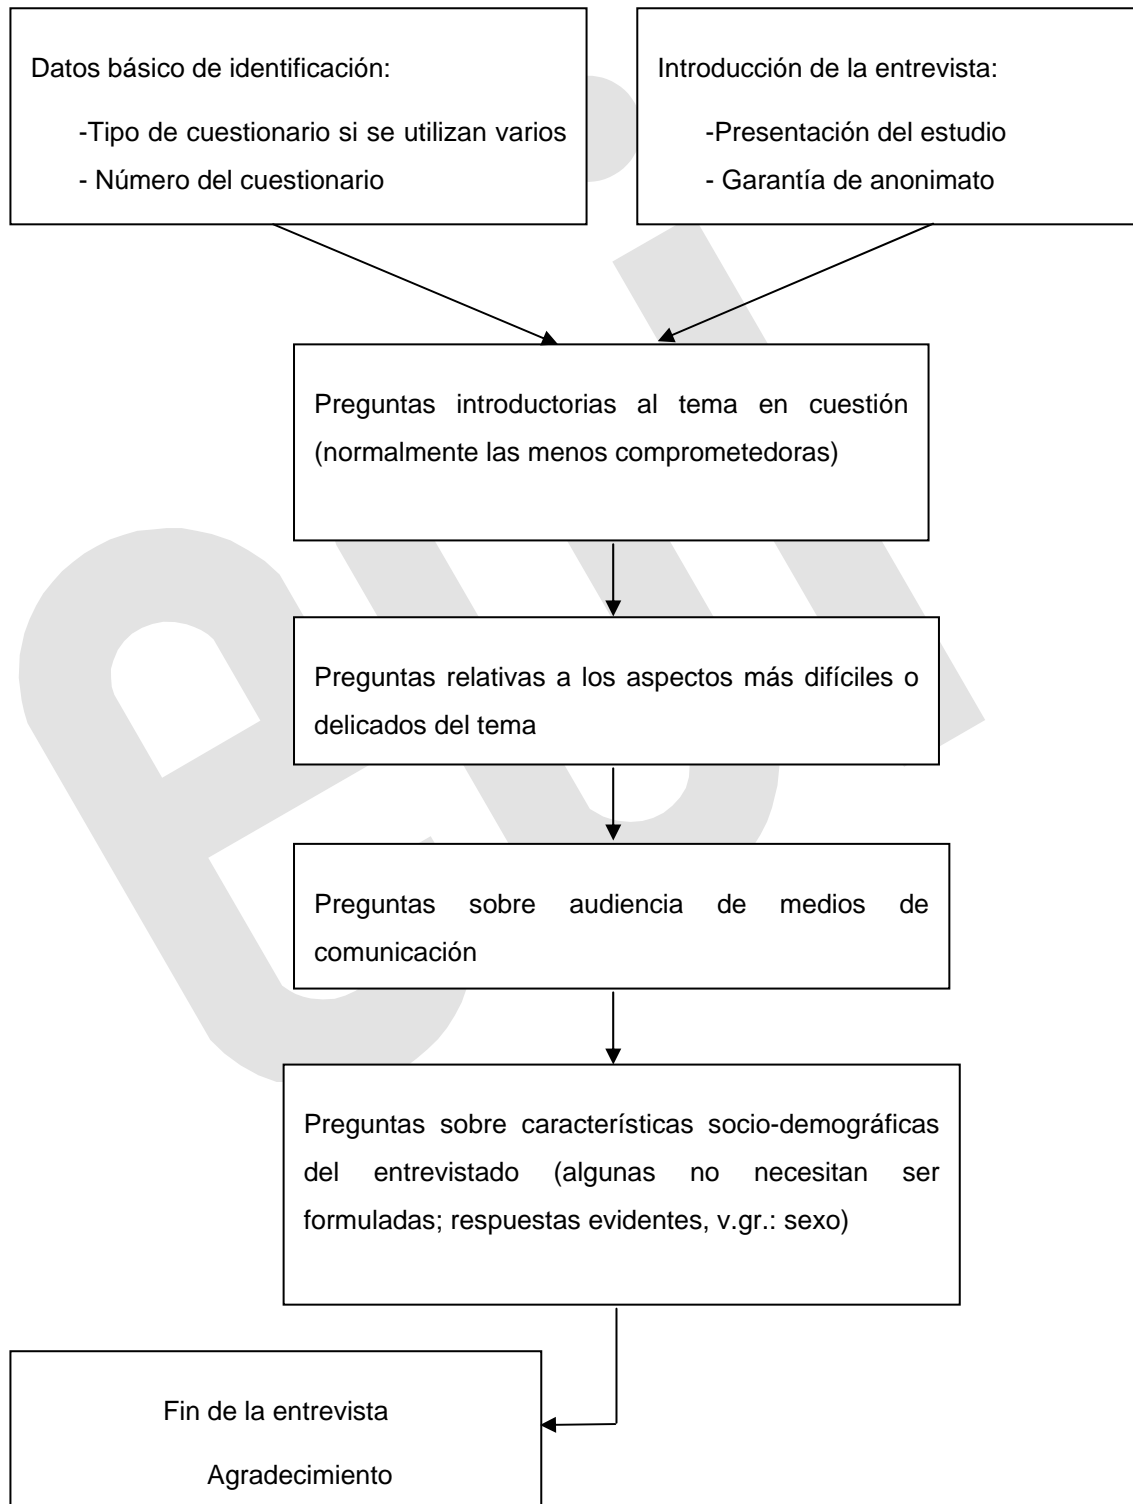 Datos básico de identificación:
-Tipo de cuestionario si se utilizan varios
- Número del cuestionario
Introducción de la entrevista:
-Presentación del estudio
- Garantía de anonimato
Preguntas introductorias al tema en cuestión
(normalmente las menos comprometedoras)
Preguntas relativas a los aspectos más difíciles o
delicados del tema
Preguntas sobre audiencia de medios de
comunicación
Preguntas sobre características socio-demográficas
del entrevistado (algunas no necesitan ser
formuladas; respuestas evidentes, v.gr.: sexo)
Fin de la entrevista
Agradecimiento